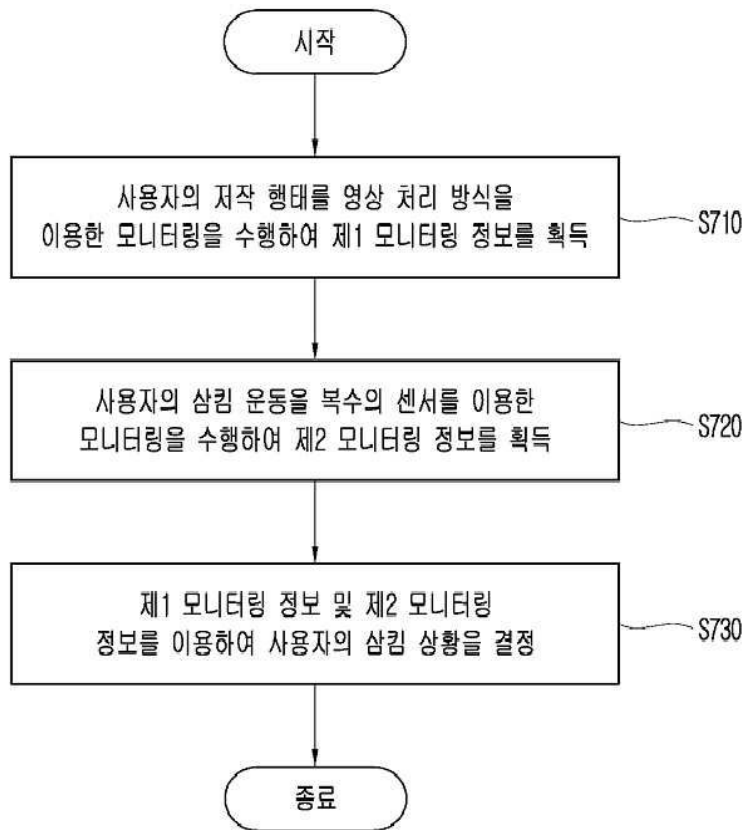 시작
사용자의 저작 행태를 영상 처리 방식을
이용한 모니터링을 수행하여 제1 모니터링 정보를 획득
S710
사용자의 삼킴 운동을 복수의 센서를 이용한
모니터링을 수행하여 제2 모니터링 정보를 획득
S720
제1 모니터링 정보 및 제2 모니터링
정보를 이용하여 사용자의 삼킴 상황을 결정
S730
종료